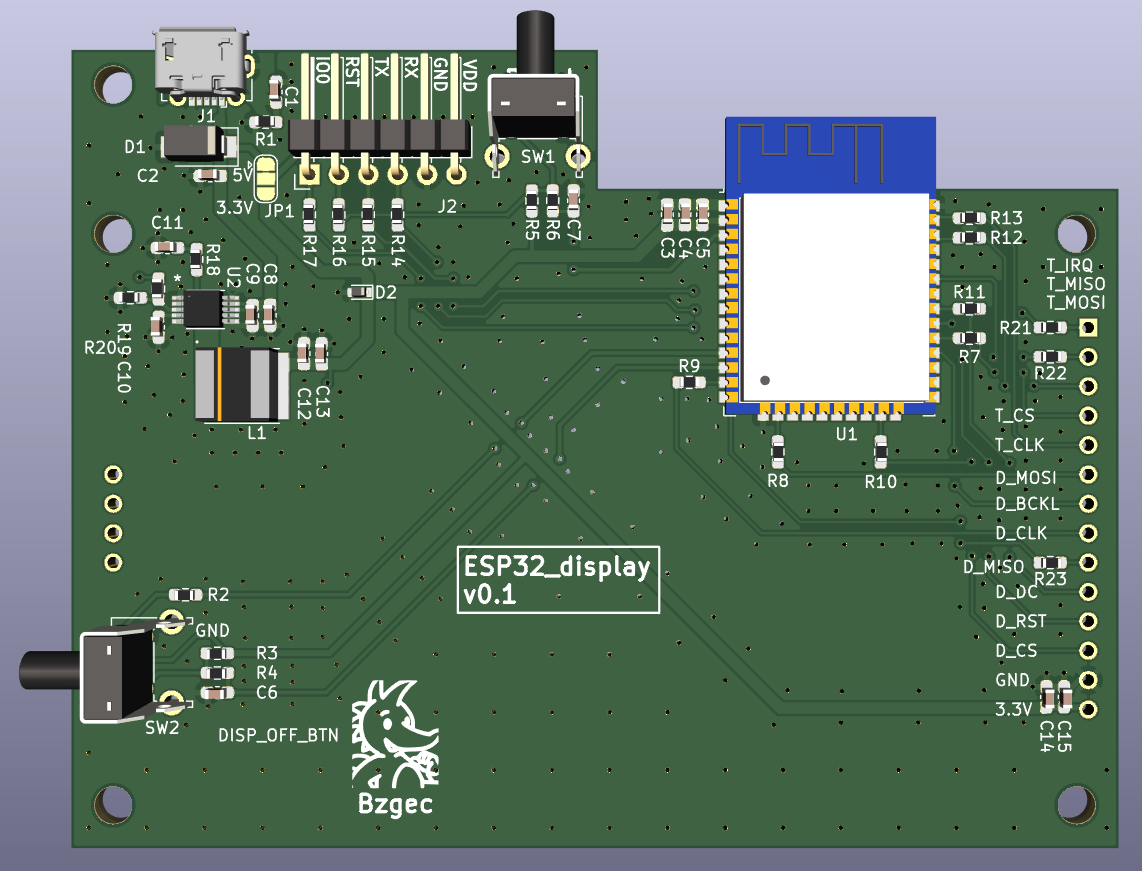 IO0
RST
TX
RX
GND
VDD
J1
C1
R1
SW1
D1
C2
5V
3.3V
JP1
J2
R17
R16
R15
R14
R5
R6
C7
C3
C4
C5
R13
R12
C11
R18
U2
C9
C8
*
D2
T_IRQ
T_MISO
T_MOSI
R11
R21
R7
R20
R19
C10
R22
R9
C12
C13
L1
U1
T_CS
T_CLK
R8
R10
D_MOSI
D_BCKL
D_CLK
ESP32_display
v0.1
D_MISO
R23
D_DC
R2
GND
D_RST
R3
D_CS
R4
GND
C6
3.3V
SW2
DISP_OFF_BTN
C14
C15
Bzgec